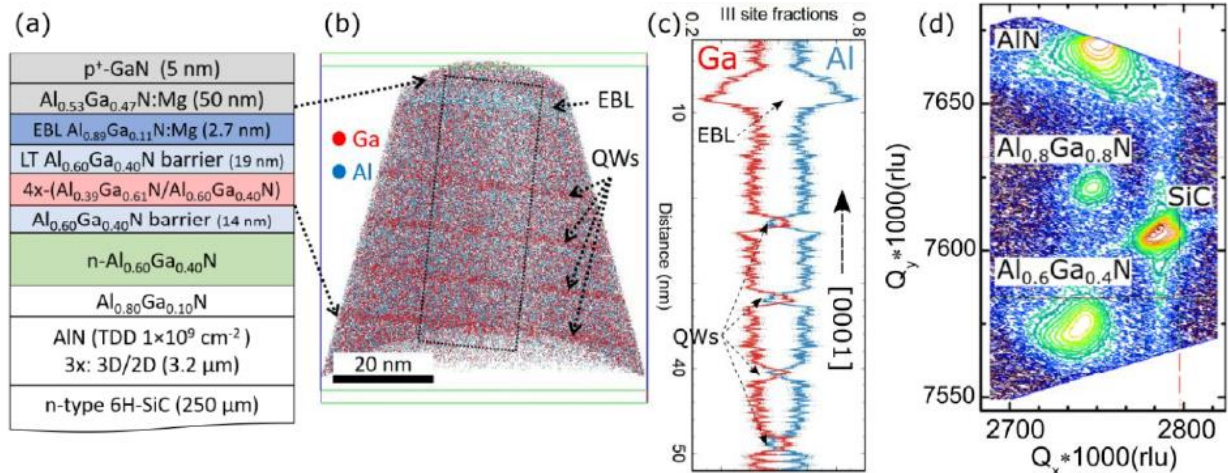 (a)
p⁺-GaN (5 nm)
Al₀.₅₃Ga₀.₄₇N:Mg (50 nm)
EBL Al₀.₈₉Ga₀.₁₁N:Mg (2.7 nm)
LT Al₀.₆₀Ga₀.₄₀N barrier (19 nm)
4x-(Al₀.₃₉Ga₀.₆₁N/Al₀.₆₀Ga₀.₄₀N)
Al₀.₆₀Ga₀.₄₀N barrier (14 nm)
n-Al₀.₆₀Ga₀.₄₀N
Al₀.₈₀Ga₀.₁₀N
AlN (TDD 1×10⁹ cm⁻²)
3x: 3D/2D (3.2 μm)
n-type 6H-SiC (250 μm)
(b)
EBL
Ga
Al
QWs
20 nm
(c)
III site fractions
0.2
0.8
Ga
Al
EBL
10
Distance (nm)
[0001]
QWs
40
50
(d)
AlN
Al₀.₈Ga₀.₈N
SiC
Al₀.₆Ga₀.₄N
Qᵧ*1000(rlu)
7650
7600
7550
2700
2800
Qₓ*1000(rlu)